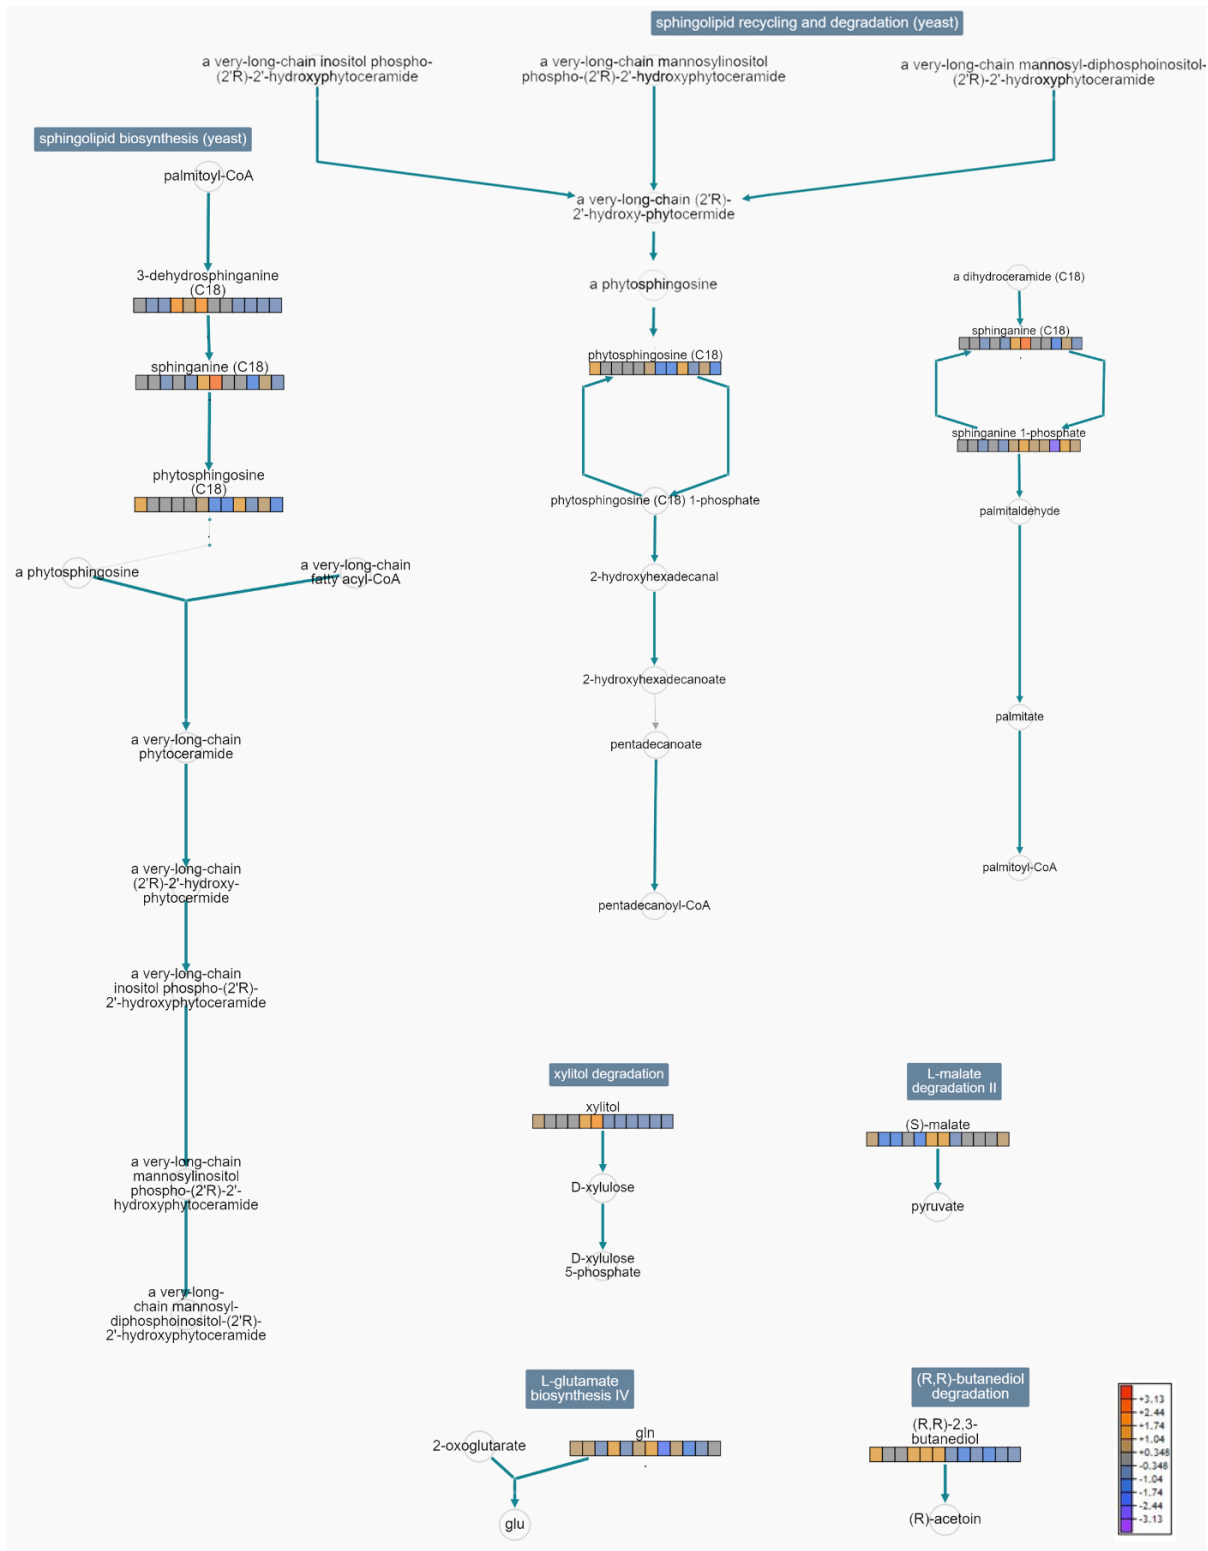 sphingolipid recycling and degradation (yeast)
a very-long-chain inositol phospho-
(2'R)-2'-hydroxyphytoceramide
a very-long-chain mannosylinositol
phospho-(2'R)-2'-hydroxyphytoceramide
a very-long-chain mannosyl-diphosphoinositol-
(2'R)-2'-hydroxyphytoceramide
sphingolipid biosynthesis (yeast)
palmitoyl-CoA
a very-long-chain (2'R)-
2'-hydroxy-phytocermide
3-dehydrosphinganine
(C18)
a phytosphingosine
a dihydroceramide (C18)
sphinganine (C18)
phytosphingosine (C18)
sphinganine (C18)
sphinganine 1-phosphate
phytosphingosine
(C18)
phytosphingosine (C18) 1-phosphate
palmitaldehyde
a phytosphingosine
a very-long-chain
fatty acyl-CoA
2-hydroxyhexadecanal
2-hydroxyhexadecanoate
palmitate
a very-long-chain
phytoceramide
pentadecanoate
a very-long-chain
(2'R)-2'-hydroxy-
phytocermide
palmitoyl-CoA
pentadecanoyl-CoA
a very-long-chain
inositol phospho-(2'R)-
2'-hydroxyphytoceramide
xylitol degradation
xylitol
D-xylulose
D-xylulose
5-phosphate
L-malate
degradation II
(S)-malate
pyruvate
a very-long-chain
mannosylinositol
phospho-(2'R)-2'-
hydroxyphytoceramide
a very-long-
chain mannosyl-
diphosphoinositol-(2'R)-
2'-hydroxyphytoceramide
L-glutamate
biosynthesis IV
2-oxoglutarate
gln
glu
(R,R)-butanediol
degradation
(R,R)-2,3-
butanediol
(R)-acetoin
+3.13
+2.44
+1.74
+1.04
+0.348
-0.348
-1.04
-1.74
-2.44
-3.13